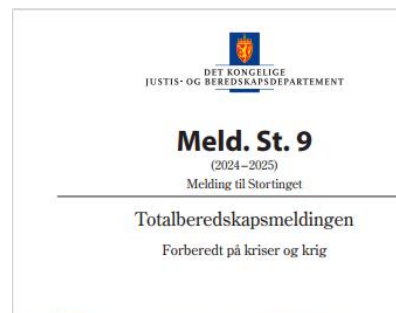 DET KONGELIGE
JUSTIS- OG BEREDSKAPSDEPARTEMENT
Meld. St. 9
(2024–2025)
Melding til Stortinget
Totalberedskapsmeldingen
Forberedt på kriser og krig